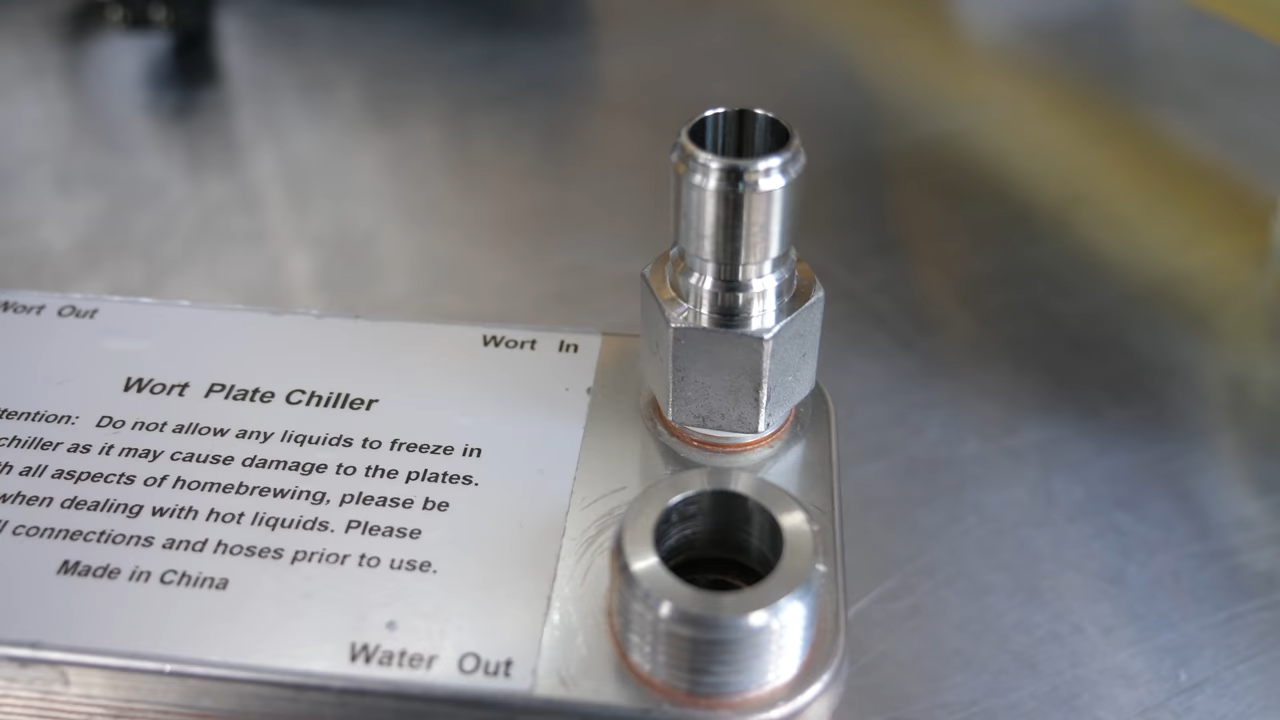 Wort Out
Wort In
Wort Plate Chiller
tention: Do not allow any liquids to freeze in
chiller as it may cause damage to the plates.
h all aspects of homebrewing, please be
when dealing with hot liquids. Please
l connections and hoses prior to use.
Made in China
Water Out